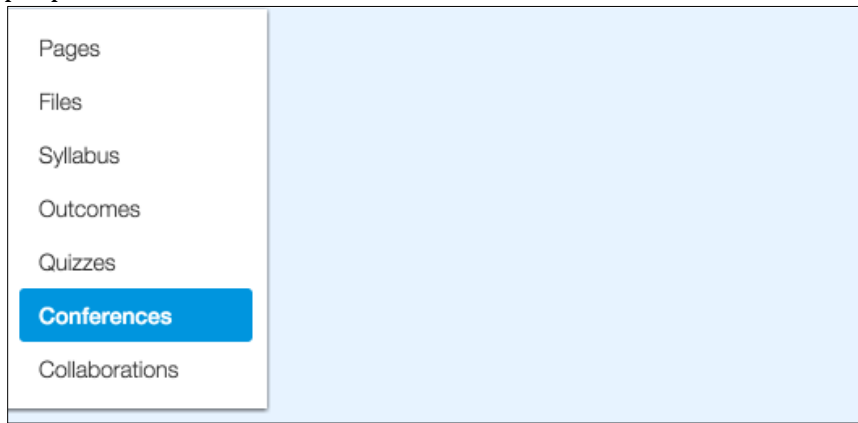 Pages
Files
Syllabus
Outcomes
Quizzes
Conferences
Collaborations